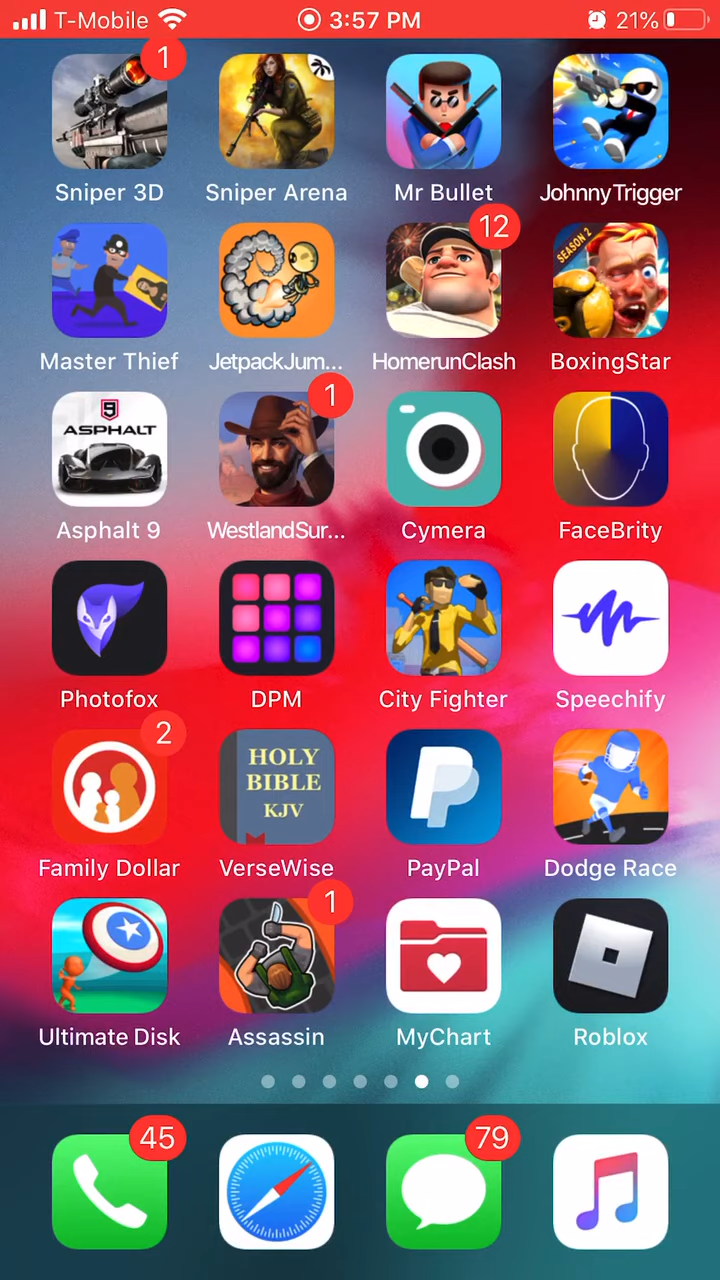 T-Mobile 3:57 PM 21%
1
Sniper 3D Sniper Arena Mr Bullet JohnnyTrigger
12
SEASON 2
Master Thief JetpackJum... HomerunClash BoxingStar
1
9
ASPHALT
Asphalt 9 WestlandSur... Cymera FaceBrity
Photofox DPM City Fighter Speechify
2
HOLY
BIBLE
KJV
Family Dollar VerseWise PayPal Dodge Race
1
Ultimate Disk Assassin MyChart Roblox
45 79